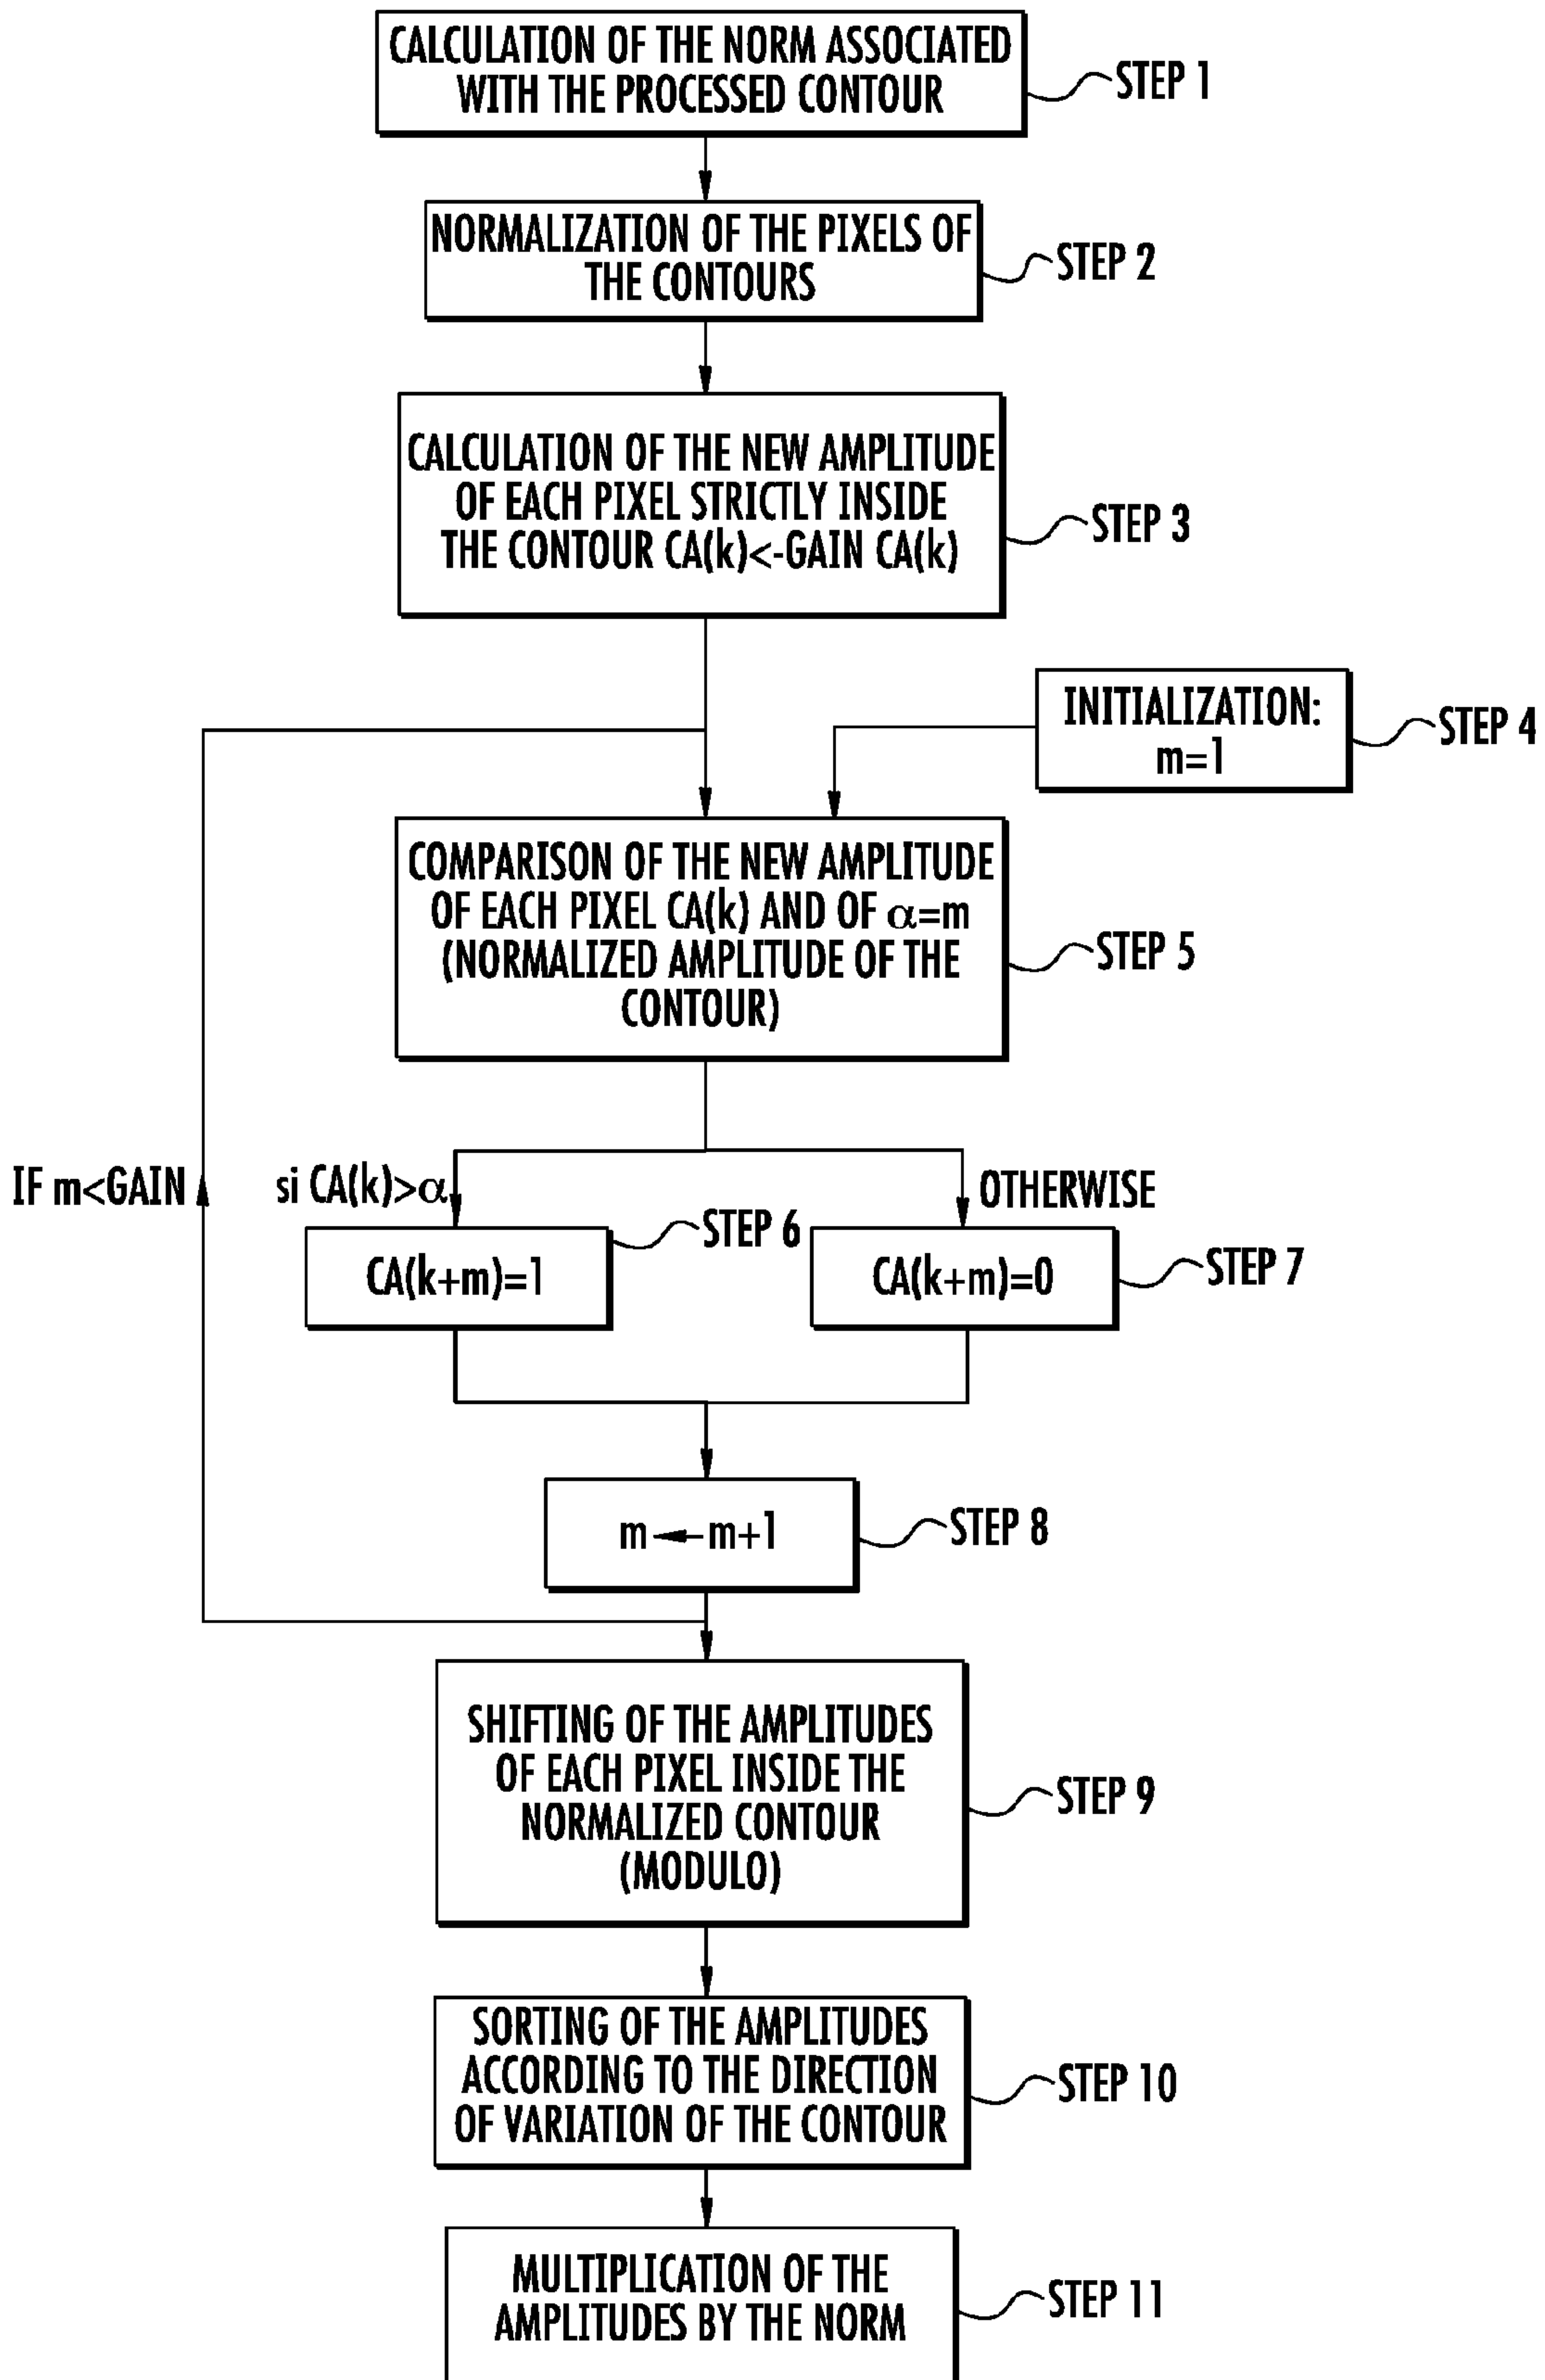 CALCULATION OF THE NORM ASSOCIATED
WITH THE PROCESSED CONTOUR
STEP 1
NORMALIZATION OF THE PIXELS OF
THE CONTOURS
STEP 2
CALCULATION OF THE NEW AMPLITUDE
OF EACH PIXEL STRICTLY INSIDE
THE CONTOUR CA(k)<-GAIN CA(k)
STEP 3
INITIALIZATION:
m=1
STEP 4
COMPARISON OF THE NEW AMPLITUDE
OF EACH PIXEL CA(k) AND OF α=m
(NORMALIZED AMPLITUDE OF THE
CONTOUR)
STEP 5
IF m<GAIN
si CA(k)>α
OTHERWISE
CA(k+m)=1
STEP 6
CA(k+m)=0
STEP 7
m←m+1
STEP 8
SHIFTING OF THE AMPLITUDES
OF EACH PIXEL INSIDE THE
NORMALIZED CONTOUR
(MODULO)
STEP 9
SORTING OF THE AMPLITUDES
ACCORDING TO THE DIRECTION
OF VARIATION OF THE CONTOUR
STEP 10
MULTIPLICATION OF THE
AMPLITUDES BY THE NORM
STEP 11